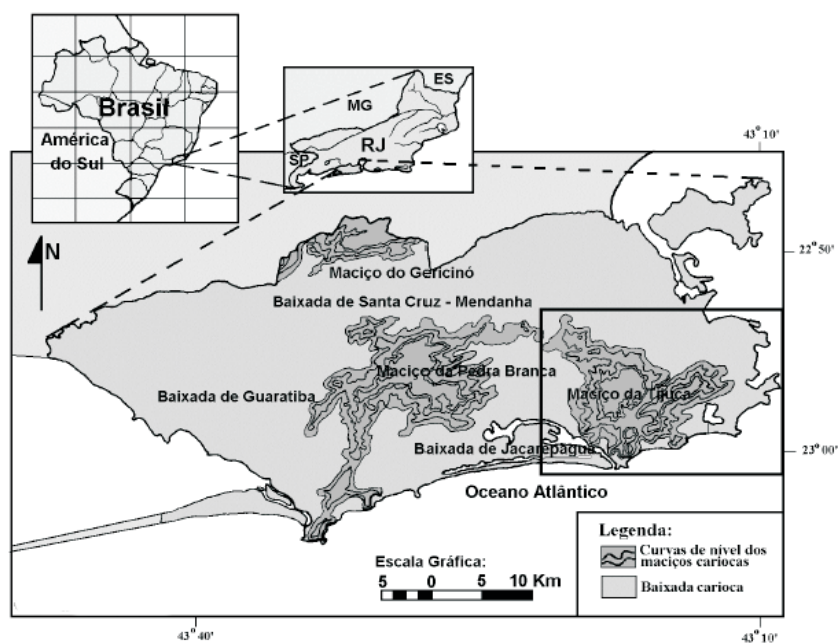 Brasil
América
do Sul
ES
MG
RJ
SP
43°10'
N
22°50'
Maciço do Gericinó
Baixada de Santa Cruz - Mendanha
Maciço da Pedra Branca
Maciço da Tijuca
Baixada de Guaratiba
Baixada de Jacarepaguá
23°00'
Oceano Atlântico
Legenda:
Curvas de nível dos
maciços cariocas
Baixada carioca
Escala Gráfica:
5 0 5 10 Km
43°40'
43°10'